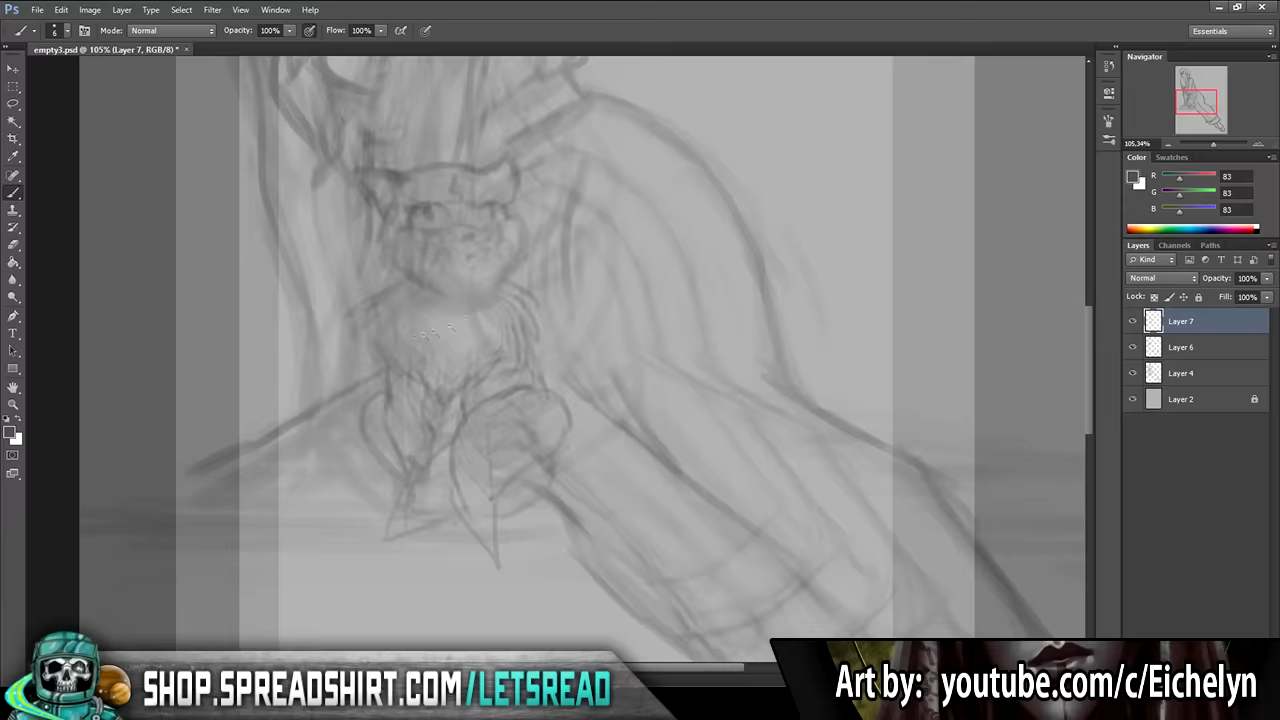 Ps File Edit Image Layer Type Select Filter View Window Help
6 Mode: Normal Opacity: 100% Flow: 100% Essentials
empty3.psd @ 105% (Layer 7, RGB/8) * ×
Navigator
105,34%
Color Swatches
R 83
G 83
B 83
Layers Channels Paths
Kind
Normal Opacity: 100%
Lock: Fill: 100%
Layer 7
Layer 6
Layer 4
Layer 2
SHOP.SPREADSHIRT.COM/LETSREAD
Art by: youtube.com/c/Eichelyn